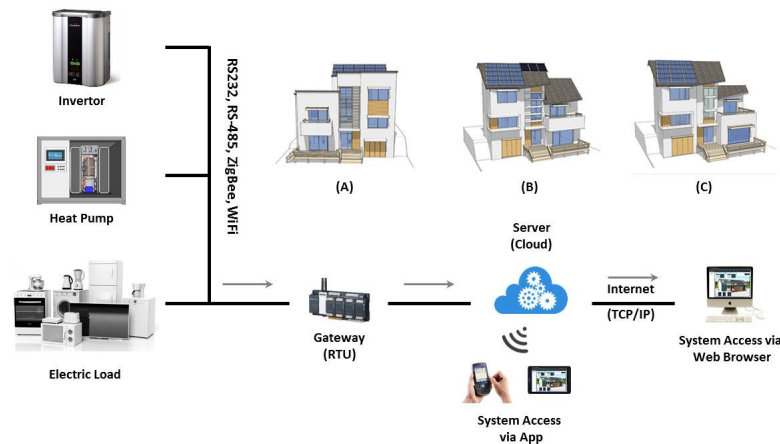 Invertor
Heat Pump
Electric Load
RS232, RS-485, ZigBee, WiFi
(A)
(B)
(C)
Server
(Cloud)
Gateway
(RTU)
Internet
(TCP/IP)
System Access via
Web Browser
System Access
via App